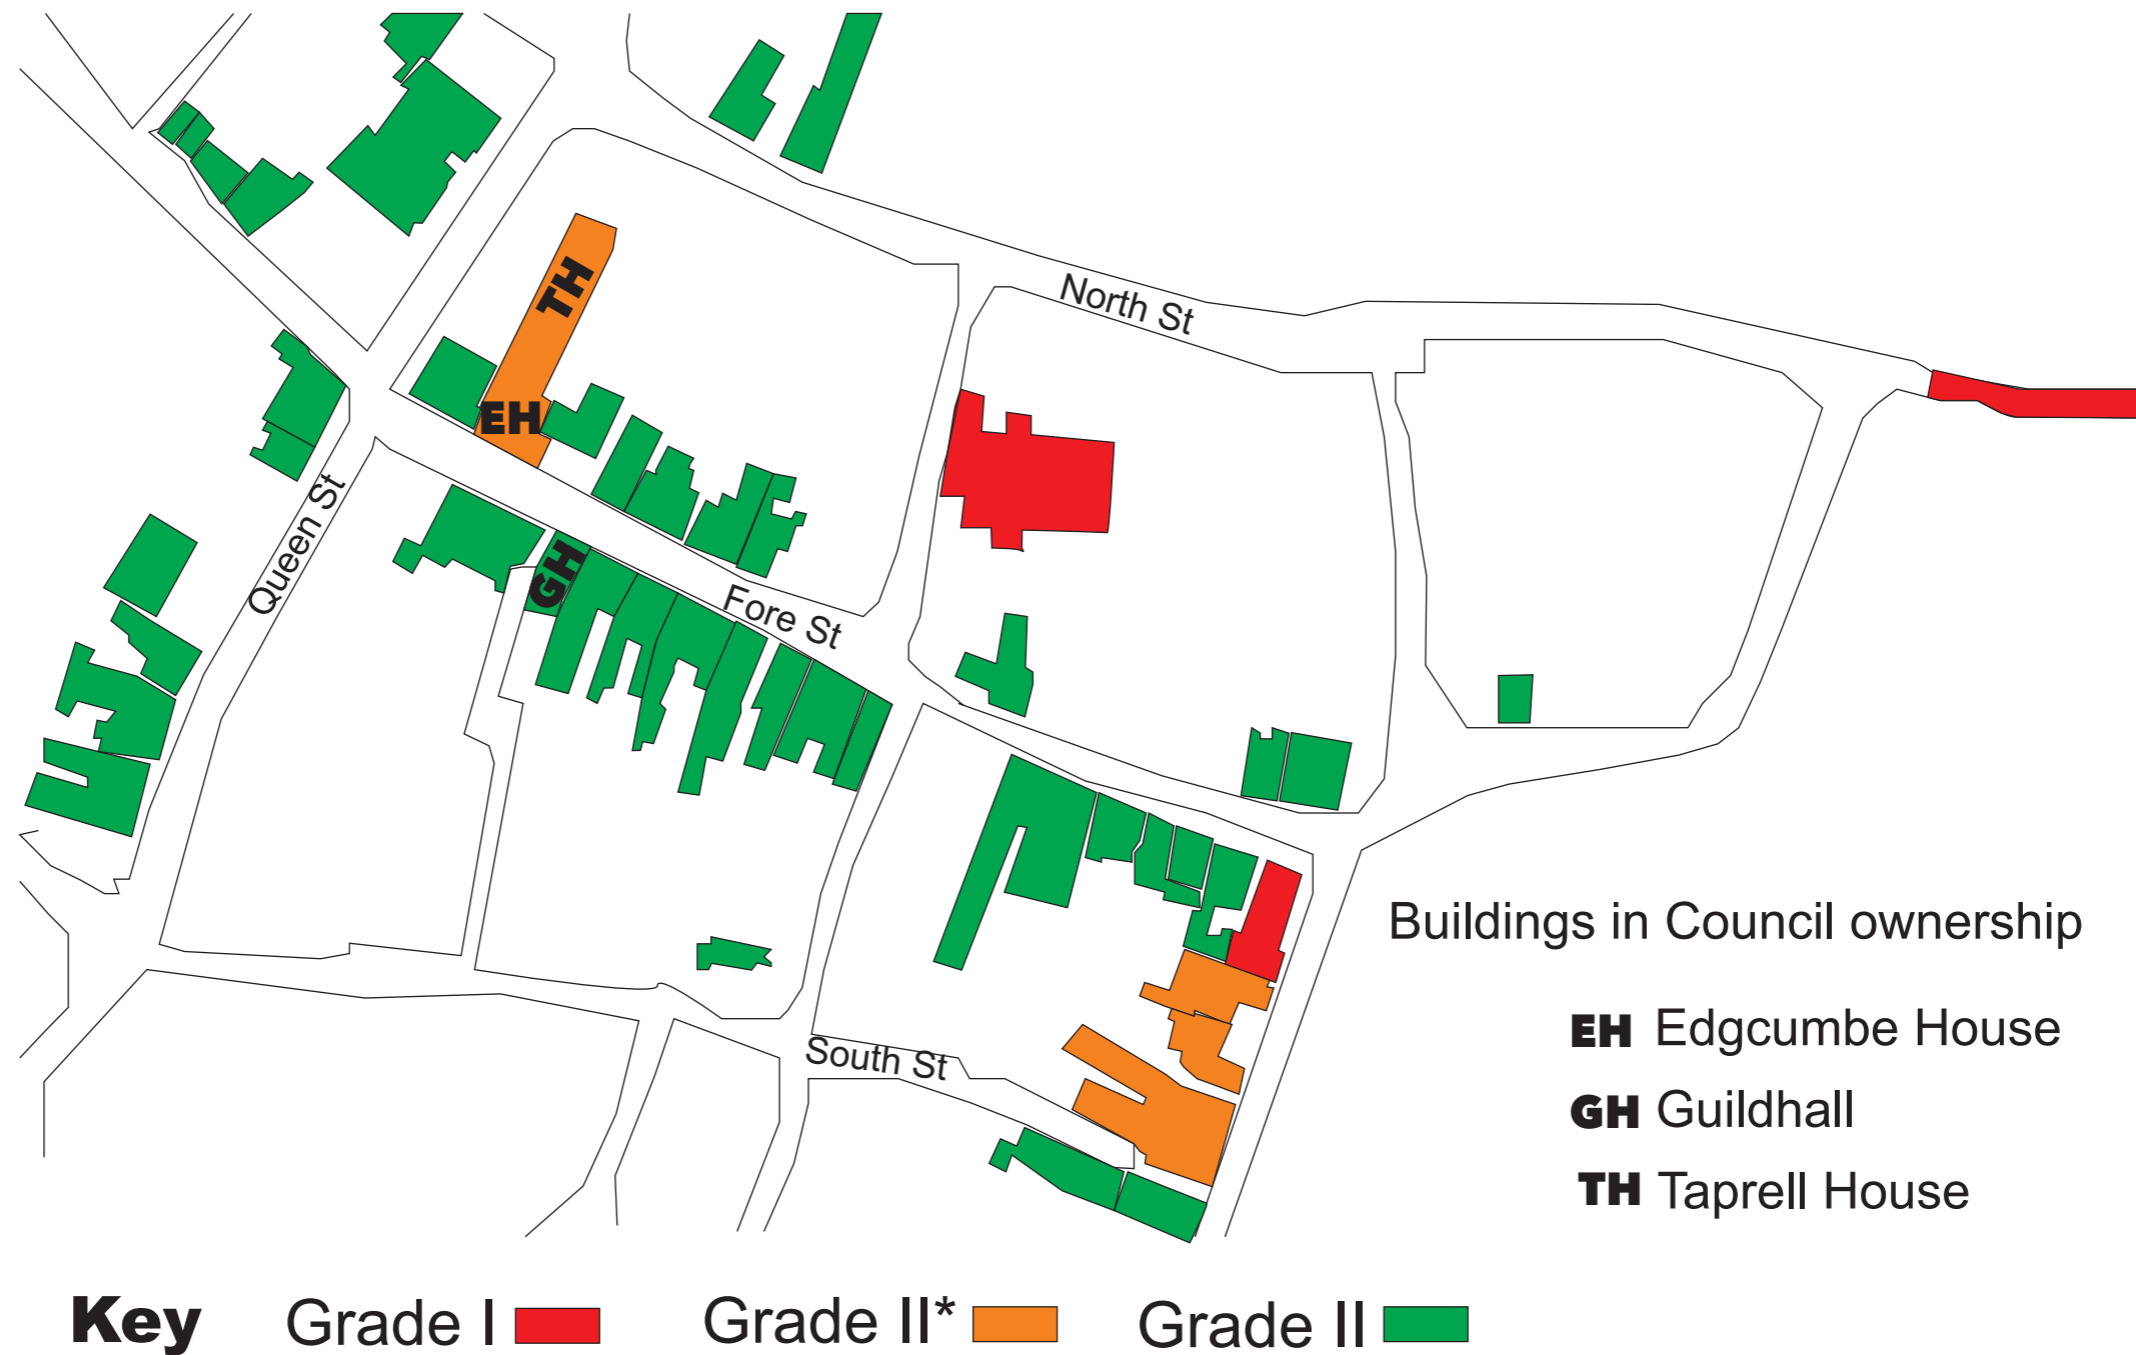 TH
North St
EH
Queen St
GH
Fore St
Buildings in Council ownership
EH Edgcumbe House
South St
GH Guildhall
TH Taprell House
Key Grade I Grade II* Grade II